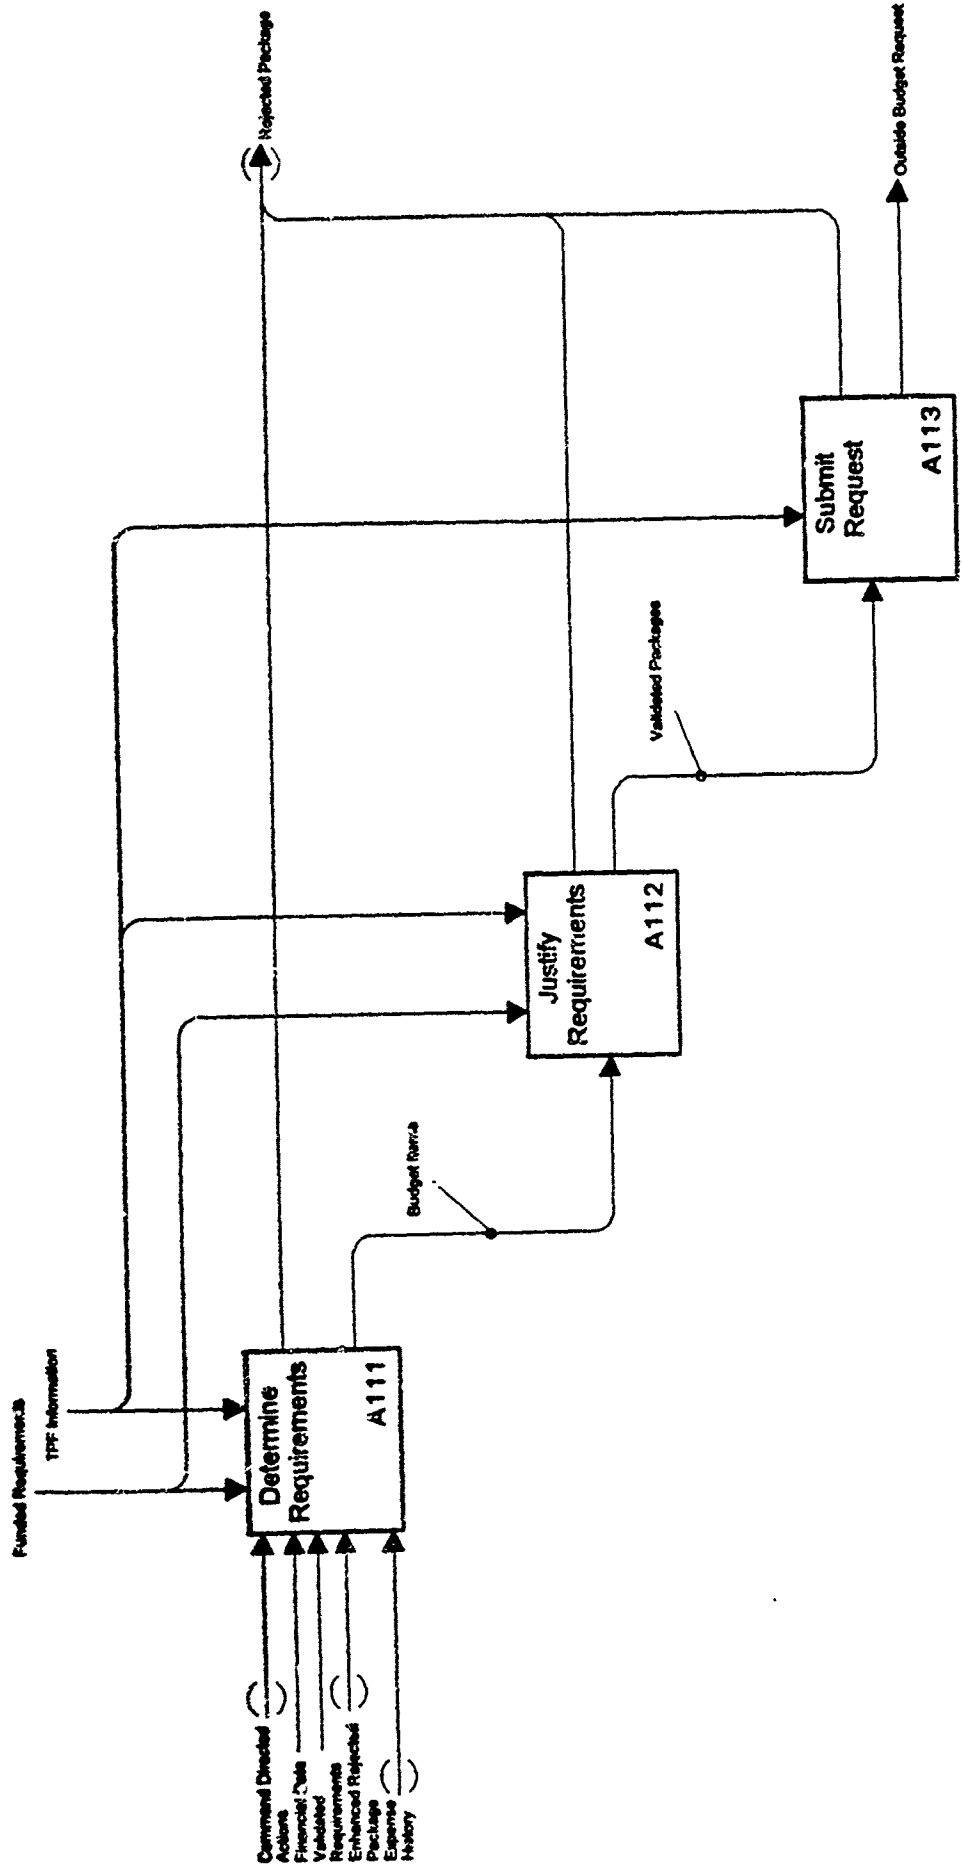 Funded Requirements
TPF Information
Command Directed
Actions
Financial Data
Validated
Requirements
Enhanced Rejected
Package
Expense
History
Determine
Requirements
A111
Budget Items
Justify
Requirements
A112
Validated Packages
Submit
Request
A113
Rejected Package
Outside Budget Request